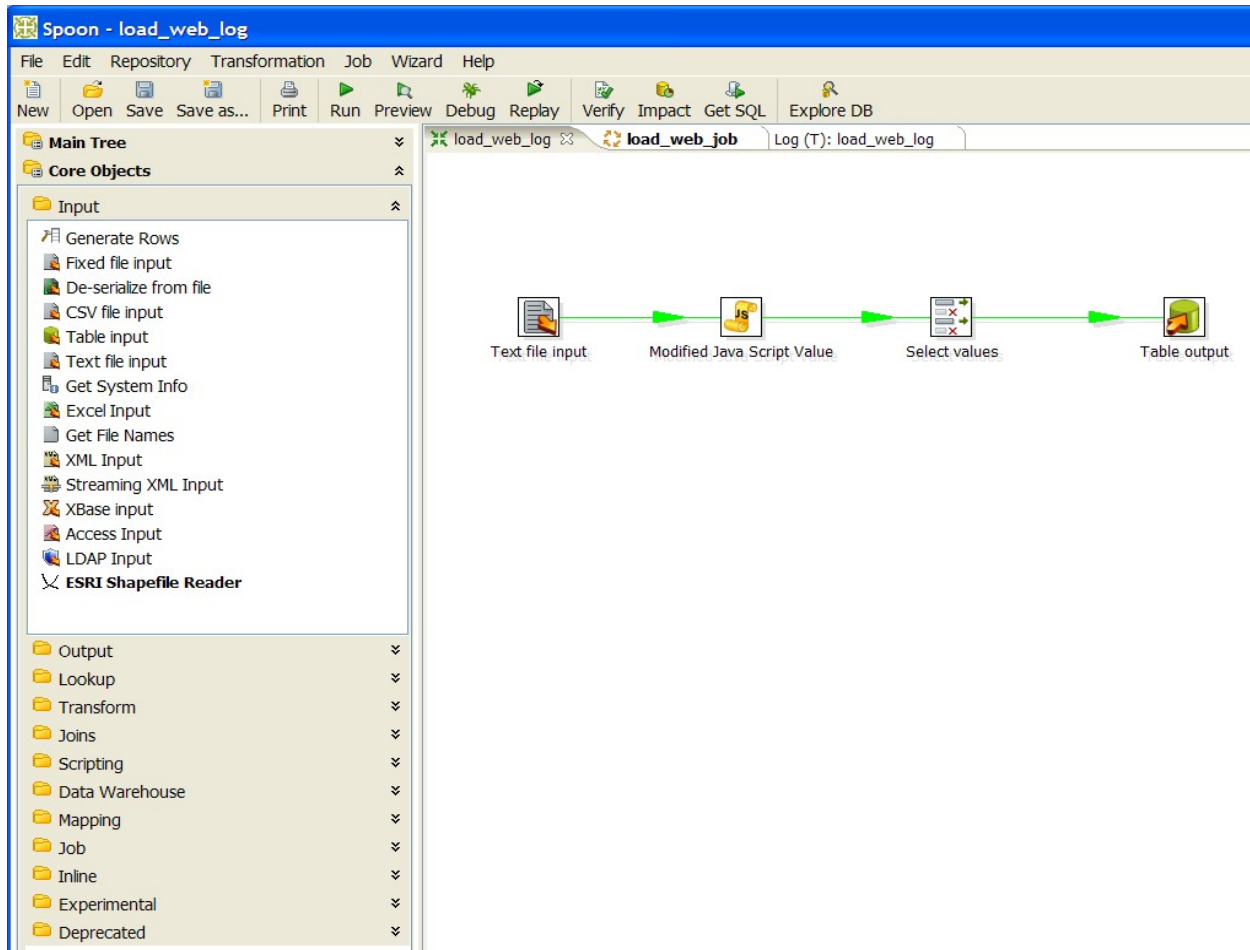 Spoon - load_web_log
File Edit Repository Transformation Job Wizard Help
New Open Save Save as... Print Run Preview Debug Replay Verify Impact Get SQL Explore DB
Main Tree
load_web_log load_web_job Log (T): load_web_log
Core Objects
Input
Generate Rows
Fixed file input
De-serialize from file
CSV file input
Table input
Text file input
Get System Info
Excel Input
Get File Names
XML Input
Streaming XML Input
XBase input
Access Input
LDAP Input
ESRI Shapefile Reader
Output
Lookup
Transform
Joins
Scripting
Data Warehouse
Mapping
Job
Inline
Experimental
Deprecated
JS
Text file input Modified Java Script Value Select values Table output